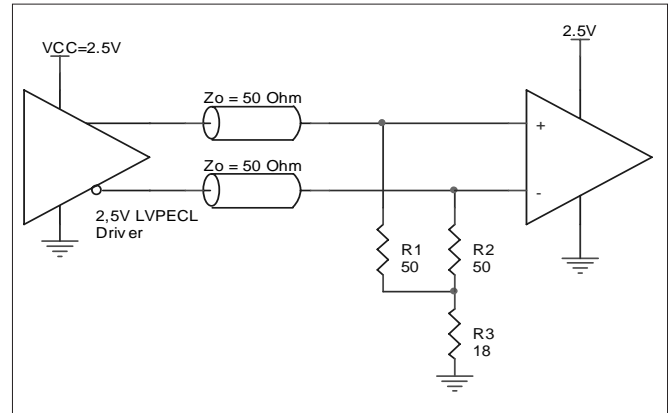 VCC=2.5V
2.5V
Zo = 50 Ohm
+
Zo = 50 Ohm
-
2,5V LVPECL
Driver
R1
50
R2
50
R3
18